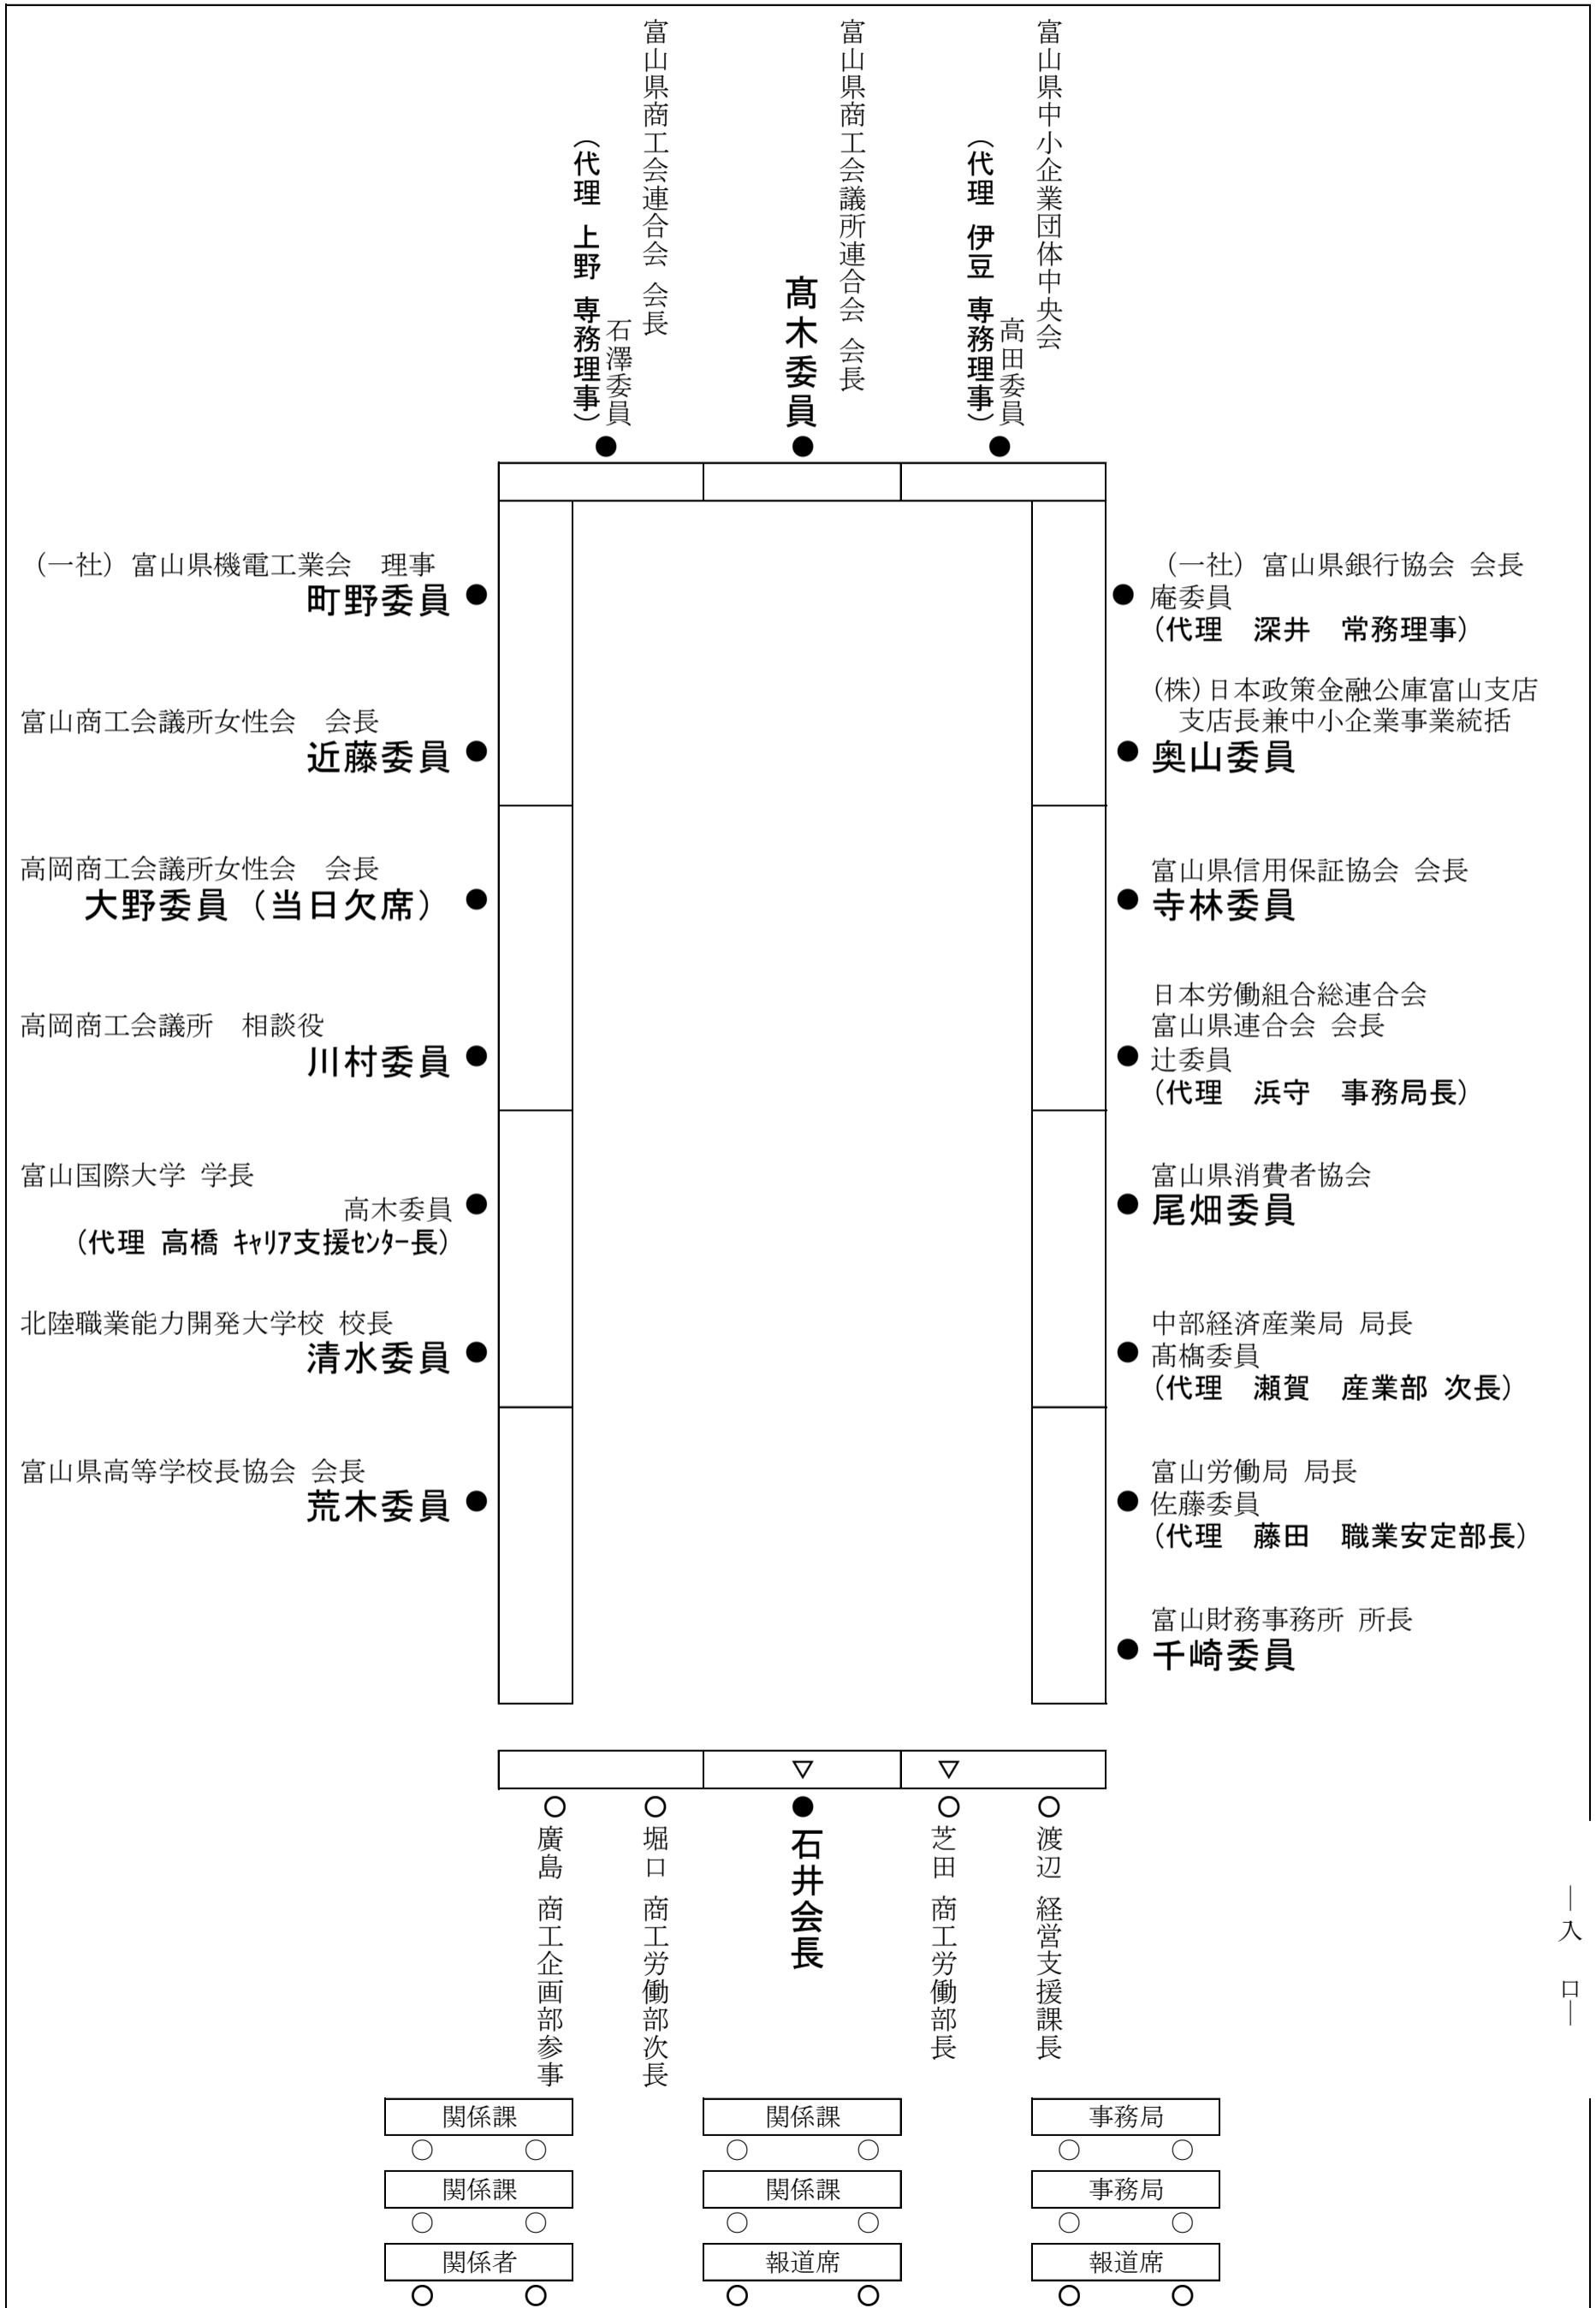 富山県中小企業団体中央会
高田委員
（代理 伊豆 専務理事）
富山県商工会議所連合会 会長
髙木委員
富山県商工会連合会 会長
石澤委員
（代理 上野 専務理事）
（一社）富山県機電工業会　理事
町野委員
富山商工会議所女性会　会長
近藤委員
高岡商工会議所女性会　会長
大野委員（当日欠席）
高岡商工会議所　相談役
川村委員
富山国際大学 学長
高木委員
（代理 高橋 ｷｬﾘｱ支援ｾﾝﾀｰ長）
北陸職業能力開発大学校 校長
清水委員
富山県高等学校長協会 会長
荒木委員
（一社）富山県銀行協会 会長
庵委員
（代理　深井　常務理事）
（株）日本政策金融公庫富山支店
支店長兼中小企業事業統括
奥山委員
富山県信用保証協会 会長
寺林委員
日本労働組合総連合会
富山県連合会 会長
辻委員
（代理　浜守　事務局長）
富山県消費者協会
尾畑委員
中部経済産業局 局長
髙橋委員
（代理　瀬賀　産業部 次長）
富山労働局 局長
佐藤委員
（代理　藤田　職業安定部長）
富山財務事務所 所長
千崎委員
渡辺 経営支援課長
芝田 商工労働部長
石井会長
堀口 商工労働部次長
廣島 商工企画部参事
―入　口―
関係課
関係課
事務局
関係課
関係課
事務局
関係者
報道席
報道席